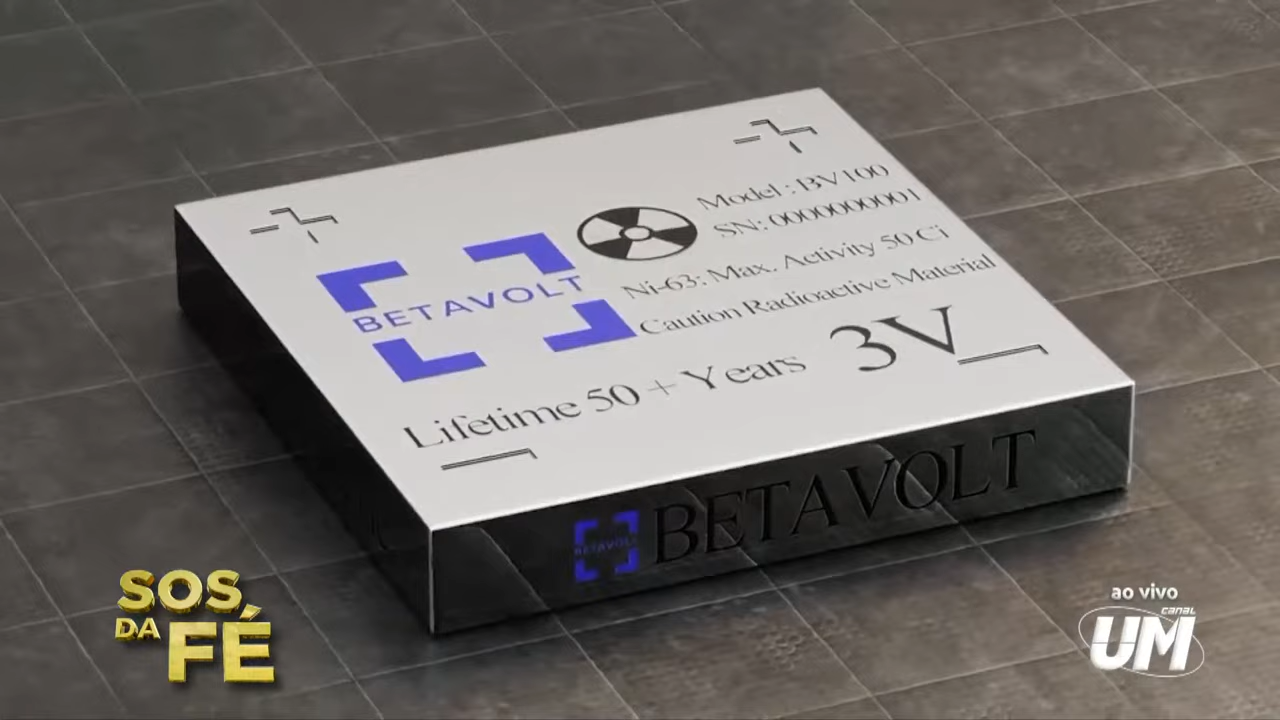 Model : BV100
SN: 0000000001
Ni-63: Max. Activity 50 Ci
Caution Radioactive Material
BETAVOLT
3V
Lifetime 50 + Years
BETAVOLT
BETAVOLT
SOS
DA FÉ
ao vivo
canal
UM